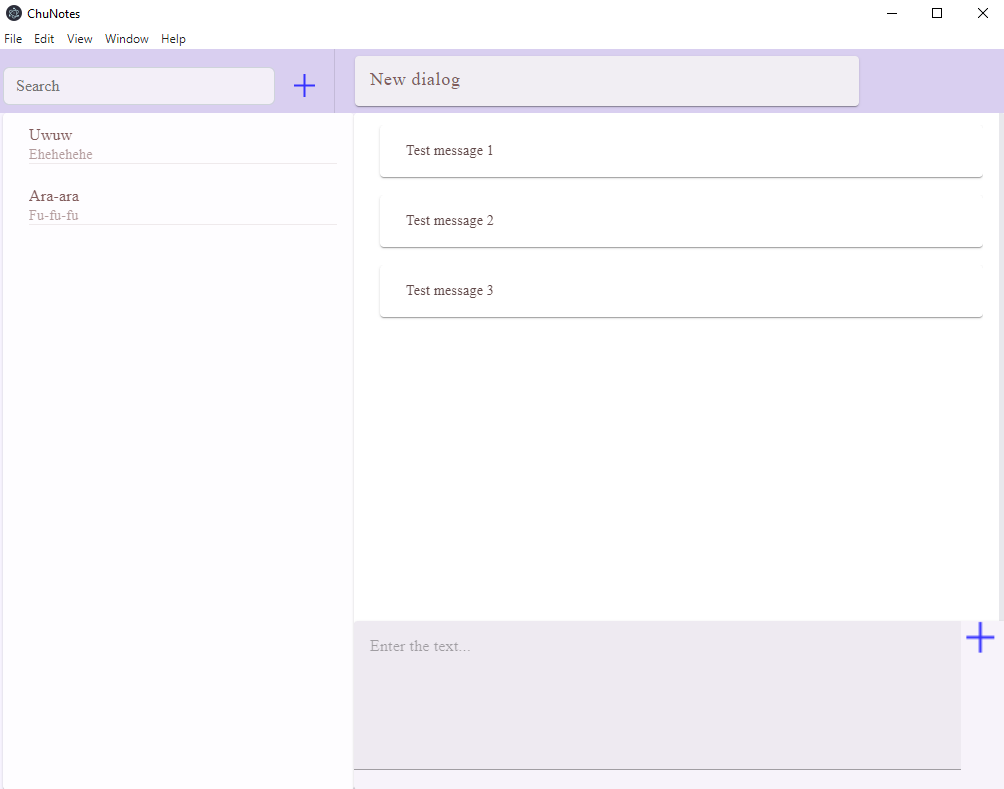 ChuNotes
File Edit View Window Help
Search
New dialog
Uwuw
Ehehehehe
Ara-ara
Fu-fu-fu
Test message 1
Test message 2
Test message 3
Enter the text...